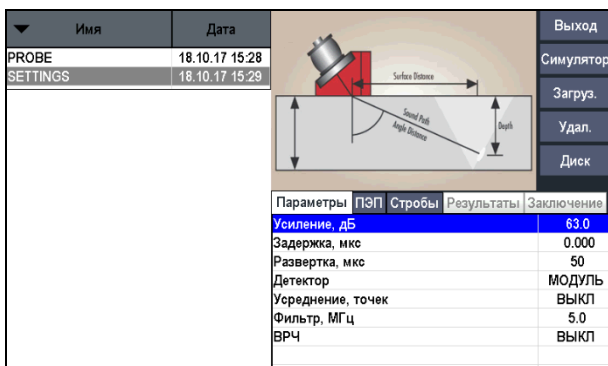 Имя Дата
PROBE 18.10.17 15:28
SETTINGS 18.10.17 15:29
Surface Distance
Sound Path
Angle Distance
Depth
Выход
Симулятор
Загруз.
Удал.
Диск
Параметры ПЭП Стробы Результаты Заключение
Усиление, дБ 63.0
Задержка, мкс 0.000
Развертка, мкс 50
Детектор МОДУЛЬ
Усреднение, точек ВЫКЛ
Фильтр, МГц 5.0
ВРЧ ВЫКЛ